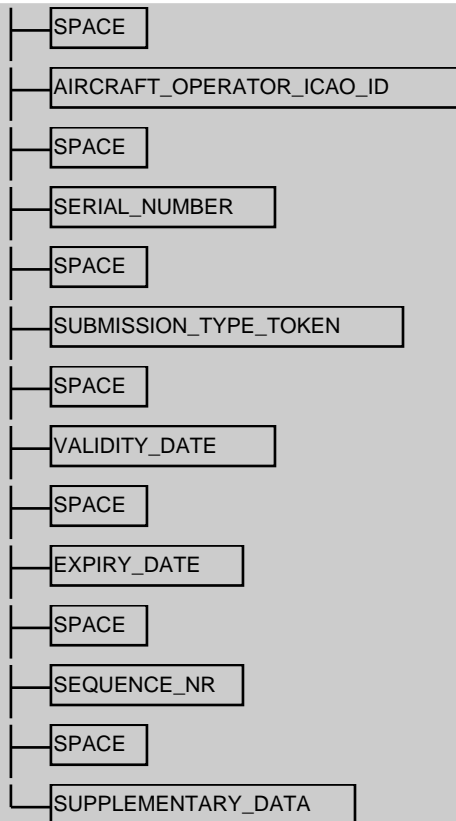 SPACE
AIRCRAFT_OPERATOR_ICAO_ID
SPACE
SERIAL_NUMBER
SPACE
SUBMISSION_TYPE_TOKEN
SPACE
VALIDITY_DATE
SPACE
EXPIRY_DATE
SPACE
SEQUENCE_NR
SPACE
SUPPLEMENTARY_DATA